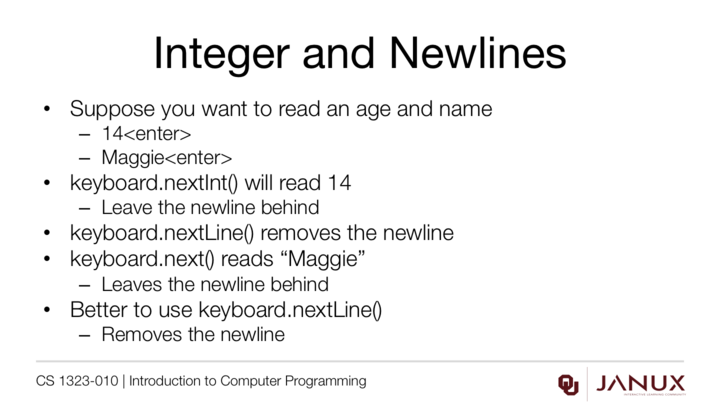 Integer and Newlines
• Suppose you want to read an age and name
– 14<enter>
– Maggie<enter>
• keyboard.nextInt() will read 14
– Leave the newline behind
• keyboard.nextLine() removes the newline
• keyboard.next() reads “Maggie”
– Leaves the newline behind
• Better to use keyboard.nextLine()
– Removes the newline
CS 1323-010 | Introduction to Computer Programming
JANUX
INTERACTIVE LEARNING COMMUNITY